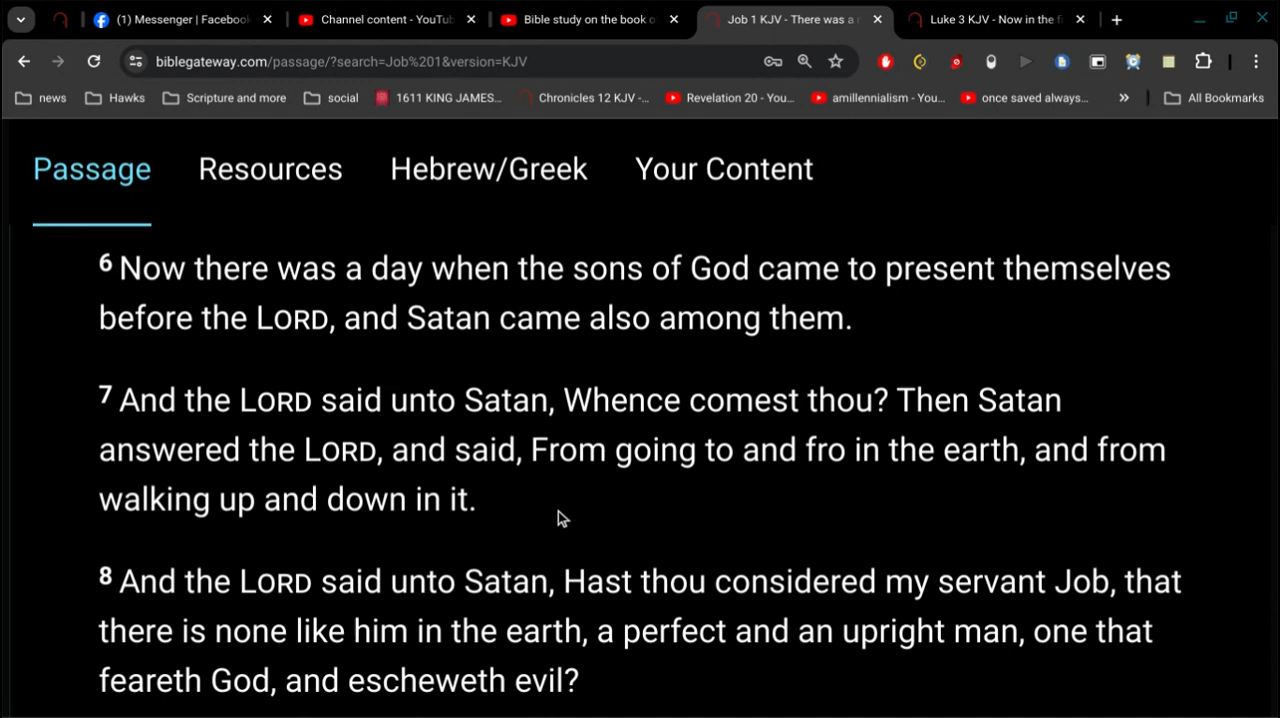 (1) Messenger | Facebook
Channel content - YouTub
Bible study on the book o
Job 1 KJV - There was a
Luke 3 KJV - Now in the fi
biblegateway.com/passage/?search=Job%201&version=KJV
news
Hawks
Scripture and more
social
1611 KING JAMES...
Chronicles 12 KJV -...
Revelation 20 - You...
amillennialism - You...
once saved always...
All Bookmarks
Passage
Resources
Hebrew/Greek
Your Content
6 Now there was a day when the sons of God came to present themselves
before the LORD, and Satan came also among them.
7 And the LORD said unto Satan, Whence comest thou? Then Satan
answered the LORD, and said, From going to and fro in the earth, and from
walking up and down in it.
8 And the LORD said unto Satan, Hast thou considered my servant Job, that
there is none like him in the earth, a perfect and an upright man, one that
feareth God, and escheweth evil?